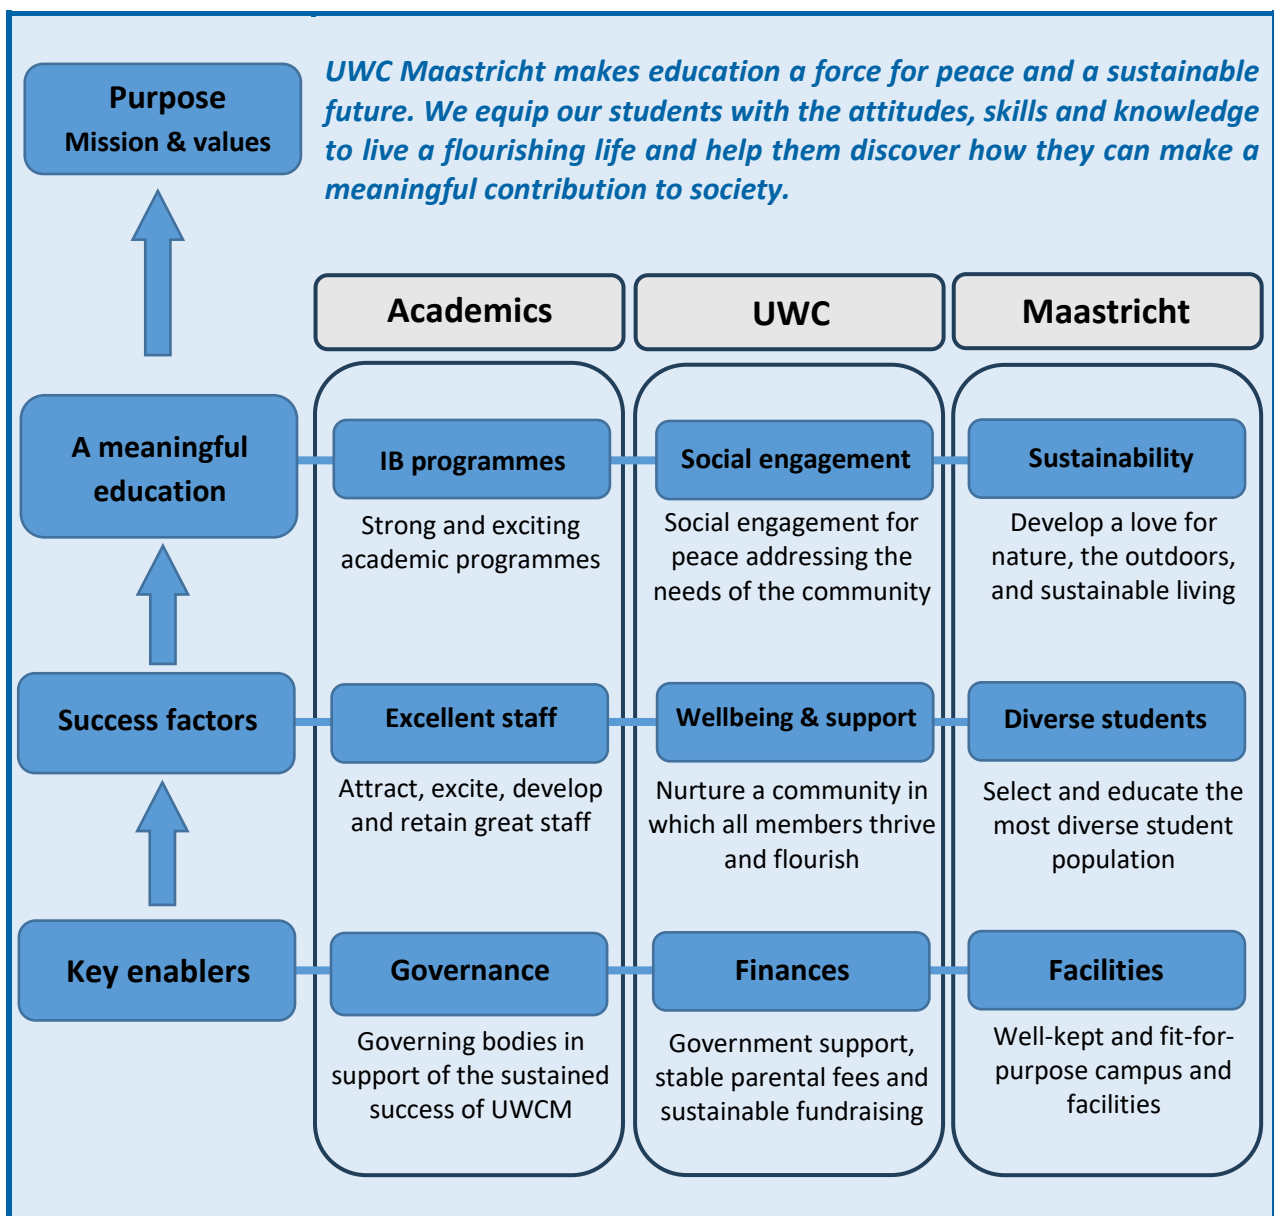 Purpose
Mission & values
UWC Maastricht makes education a force for peace and a sustainable
future. We equip our students with the attitudes, skills and knowledge
to live a flourishing life and help them discover how they can make a
meaningful contribution to society.
Academics
UWC
Maastricht
A meaningful
education
IB programmes
Strong and exciting
academic programmes
Social engagement
Social engagement for
peace addressing the
needs of the community
Sustainability
Develop a love for
nature, the outdoors,
and sustainable living
Success factors
Excellent staff
Attract, excite, develop
and retain great staff
Wellbeing & support
Nurture a community in
which all members thrive
and flourish
Diverse students
Select and educate the
most diverse student
population
Key enablers
Governance
Governing bodies in
support of the sustained
success of UWCM
Finances
Government support,
stable parental fees and
sustainable fundraising
Facilities
Well-kept and fit-for-
purpose campus and
facilities